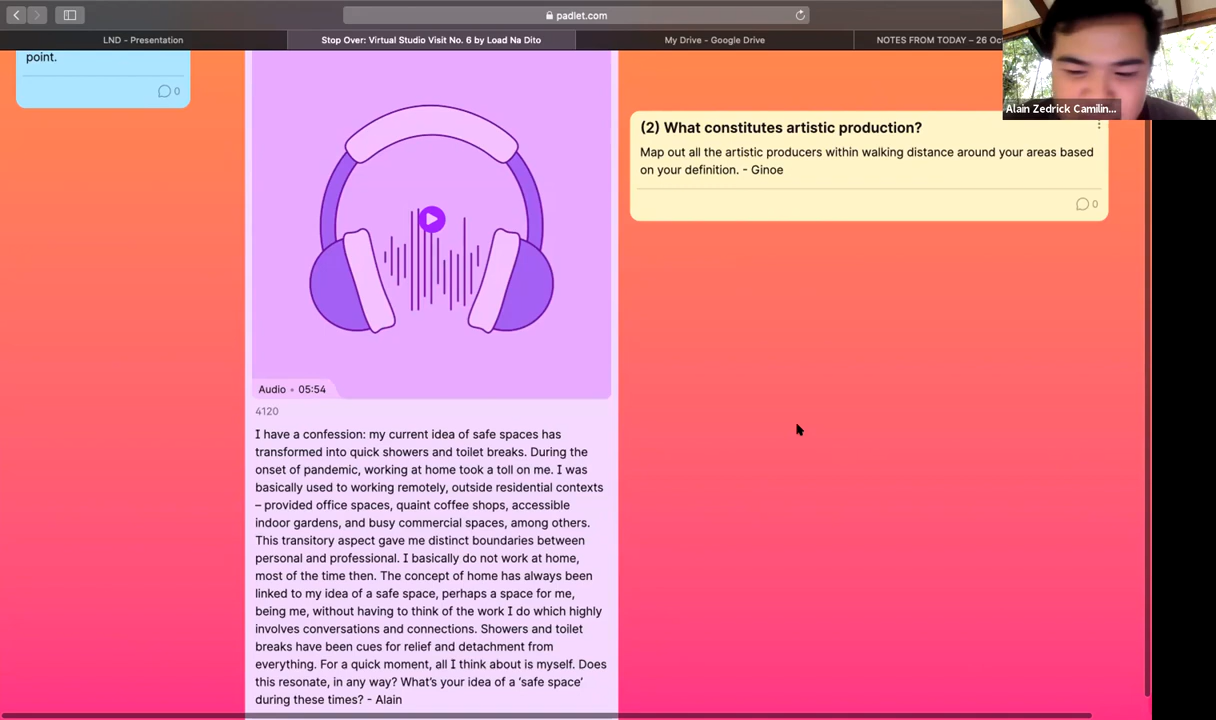 padlet.com
LND - Presentation
Stop Over: Virtual Studio Visit No. 6 by Load Na Dito
My Drive - Google Drive
NOTES FROM TODAY – 26 Oc
Alain Zedrick Camilin...
point.
0
(2) What constitutes artistic production?
Map out all the artistic producers within walking distance around your areas based
on your definition. - Ginoe
0
Audio • 05:54
4120
I have a confession: my current idea of safe spaces has
transformed into quick showers and toilet breaks. During the
onset of pandemic, working at home took a toll on me. I was
basically used to working remotely, outside residential contexts
– provided office spaces, quaint coffee shops, accessible
indoor gardens, and busy commercial spaces, among others.
This transitory aspect gave me distinct boundaries between
personal and professional. I basically do not work at home,
most of the time then. The concept of home has always been
linked to my idea of a safe space, perhaps a space for me,
being me, without having to think of the work I do which highly
involves conversations and connections. Showers and toilet
breaks have been cues for relief and detachment from
everything. For a quick moment, all I think about is myself. Does
this resonate, in any way? What's your idea of a ‘safe space’
during these times? - Alain